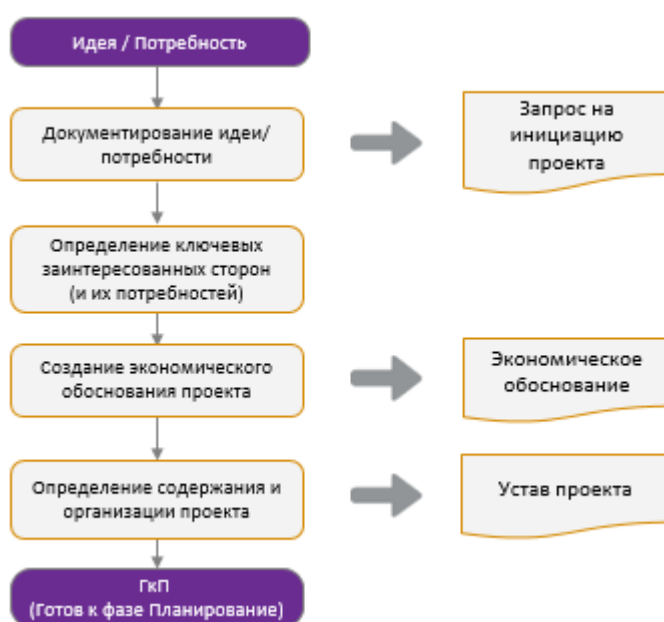 Идея / Потребность
Документирование идеи/
потребности
Запрос на
инициацию
проекта
Определение ключевых
заинтересованных сторон
(и их потребностей)
Создание экономического
обоснования проекта
Экономическое
обоснование
Определение содержания и
организации проекта
Устав проекта
ГкП
(Готов к фазе Планирование)